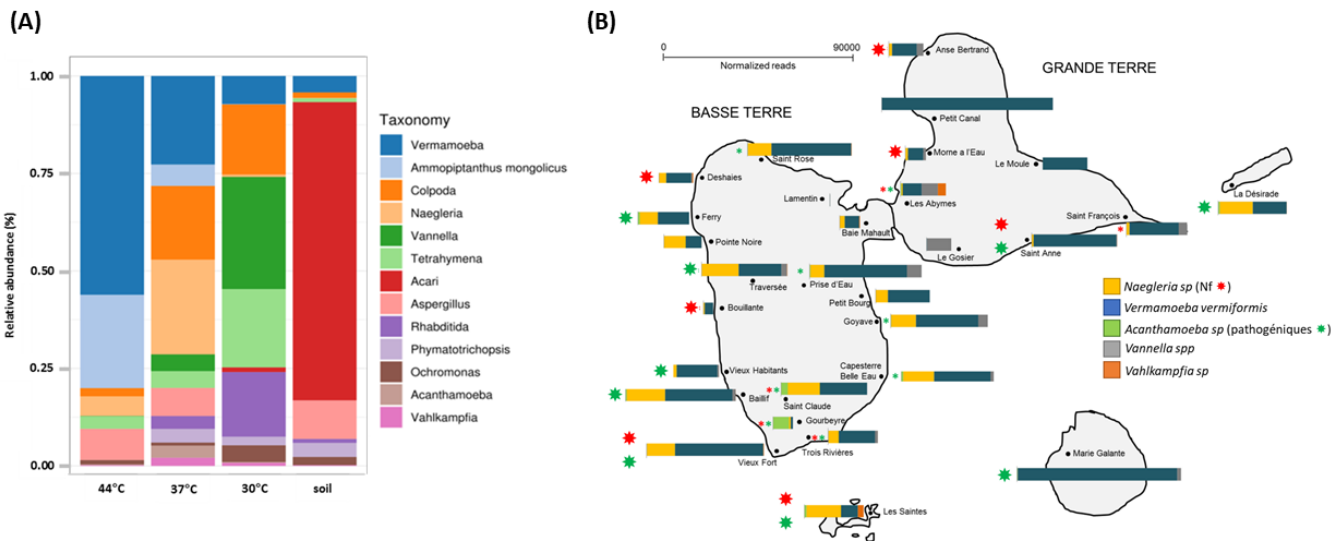 (A)
1.00
0.75
0.50
0.25
0.00
Relative abundance (%)
44°C
37°C
30°C
soil
Taxonomy
Vermamoeba
Ammopiptanthus mongolicus
Colpoda
Naegleria
Vannella
Tetrahymena
Acari
Aspergillus
Rhabditida
Phymatotrichopsis
Ochromonas
Acanthamoeba
Vahlkampfia
(B)
0
90000
Normalized reads
BASSE TERRE
GRANDE TERRE
Anse Bertrand
Petit Canal
Morne a l'Eau
Le Moule
Les Abymes
Saint François
Saint Anne
Le Gosier
La Désirade
Saint Rose
Deshaies
Lamentin
Ferry
Baie Mahault
Pointe Noire
Traversée
Prise d'Eau
Petit Bourg
Bouillante
Goyave
Vieux Habitants
Capesterre
Belle Eau
Baillif
Saint Claude
Gourbeyre
Trois Rivières
Vieux Fort
Les Saintes
Marie Galante
Naegleria sp (Nf )
Vermamoeba vermiformis
Acanthamoeba sp (pathogéniques )
Vannella spp
Vahlkampfia sp